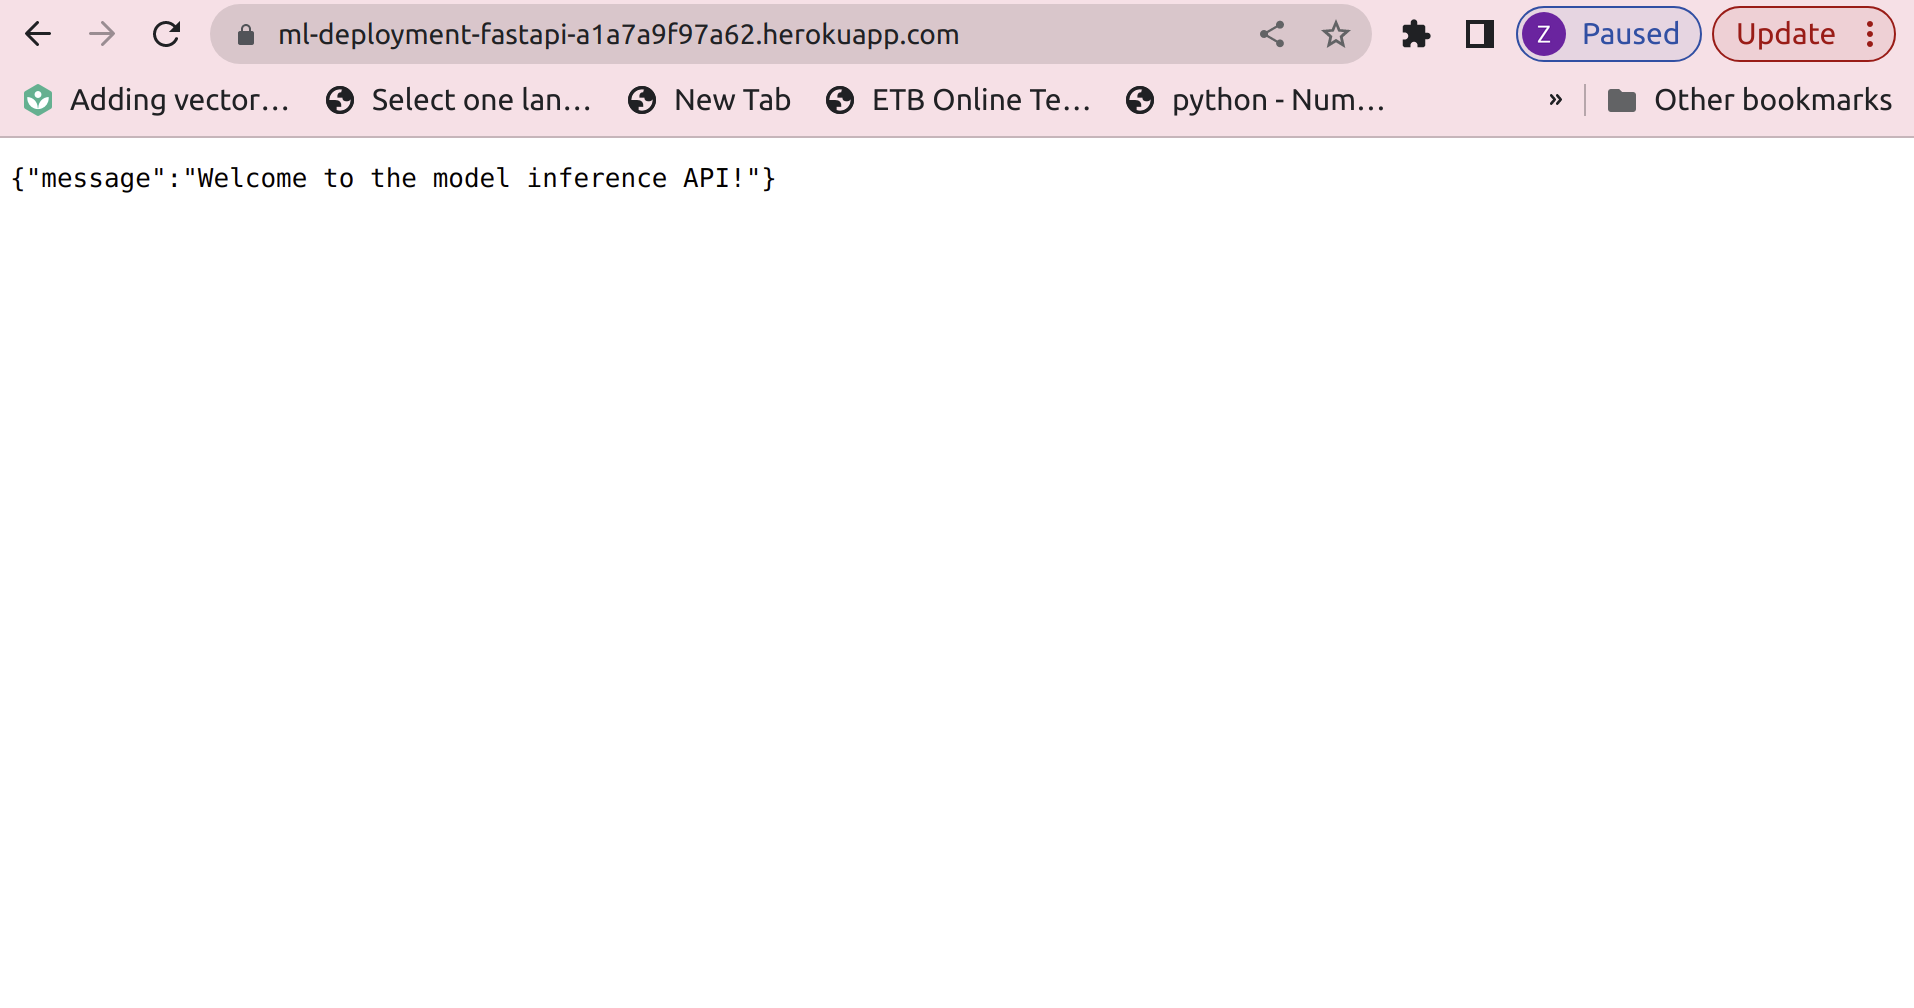 ml-deployment-fastapi-a1a7a9f97a62.herokuapp.com
Z Paused
Update
Adding vector… Select one lan… New Tab ETB Online Te… python - Num… » Other bookmarks
{"message":"Welcome to the model inference API!"}